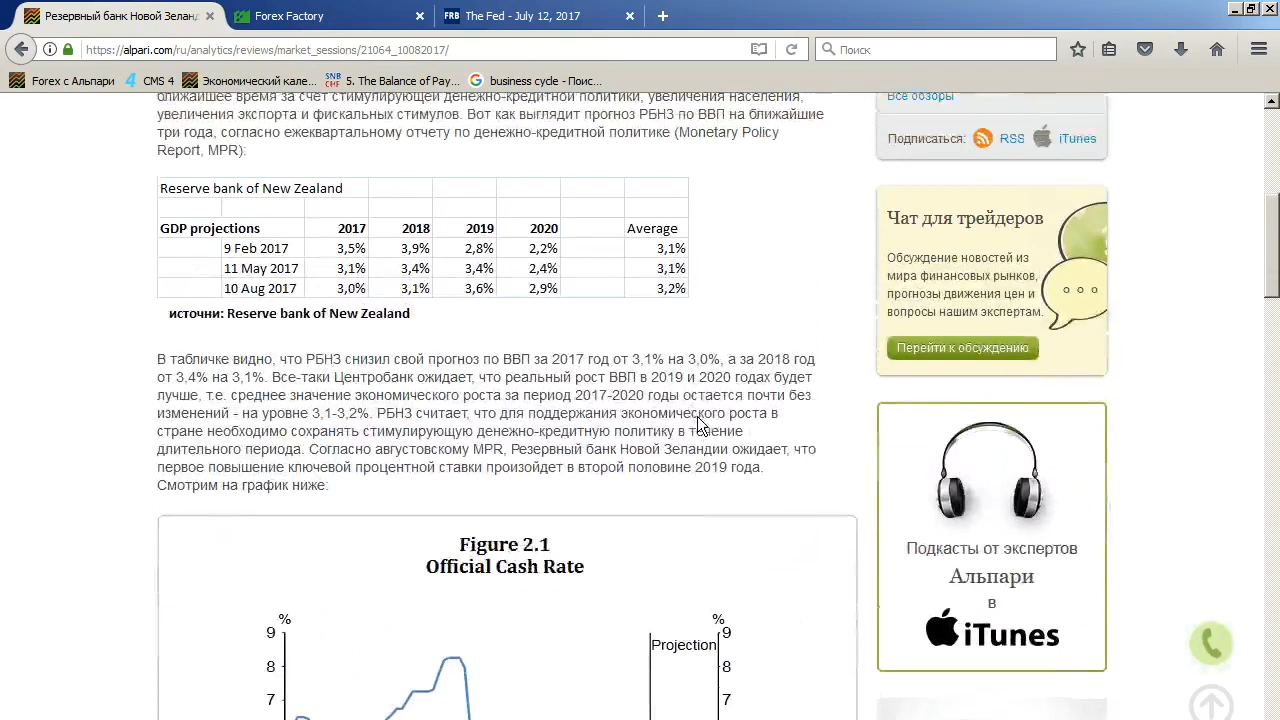 Резервный банк Новой Зеланд
Forex Factory
FRB The Fed - July 12, 2017
https://alpari.com/ru/analytics/reviews/market_sessions/21064_10082017/
Поиск
Forex с Альпари
4 CMS 4
Экономический кале...
SNB CHF 5. The Balance of Pay...
G business cycle - Поис...
ближайшее время за счет стимулирующей денежно-кредитной политики, увеличения населения,
увеличения экспорта и фискальных стимулов. Вот как выглядит прогноз РБНЗ по ВВП на ближайшие
три года, согласно ежеквартальному отчету по денежно-кредитной политике (Monetary Policy
Report, MPR):
Reserve bank of New Zealand
GDP projections 2017 2018 2019 2020 Average
9 Feb 2017 3,5% 3,9% 2,8% 2,2% 3,1%
11 May 2017 3,1% 3,4% 3,4% 2,4% 3,1%
10 Aug 2017 3,0% 3,1% 3,6% 2,9% 3,2%
источни: Reserve bank of New Zealand
В табличке видно, что РБНЗ снизил свой прогноз по ВВП за 2017 год от 3,1% на 3,0%, а за 2018 год
от 3,4% на 3,1%. Все-таки Центробанк ожидает, что реальный рост ВВП в 2019 и 2020 годах будет
лучше, т.е. среднее значение экономического роста за период 2017-2020 годы остается почти без
изменений - на уровне 3,1-3,2%. РБНЗ считает, что для поддержания экономического роста в
стране необходимо сохранять стимулирующую денежно-кредитную политику в течение
длительного периода. Согласно августовскому MPR, Резервный банк Новой Зеландии ожидает, что
первое повышение ключевой процентной ставки произойдет в второй половине 2019 года.
Смотрим на график ниже:
Figure 2.1
Official Cash Rate
% %
9 9
Projection
8 8
7 7
Все обзоры
Подписаться: RSS iTunes
Чат для трейдеров
Обсуждение новостей из
мира финансовых рынков,
прогнозы движения цен и
вопросы нашим экспертам.
Перейти к обсуждению
Подкасты от экспертов
Альпари
в
iTunes